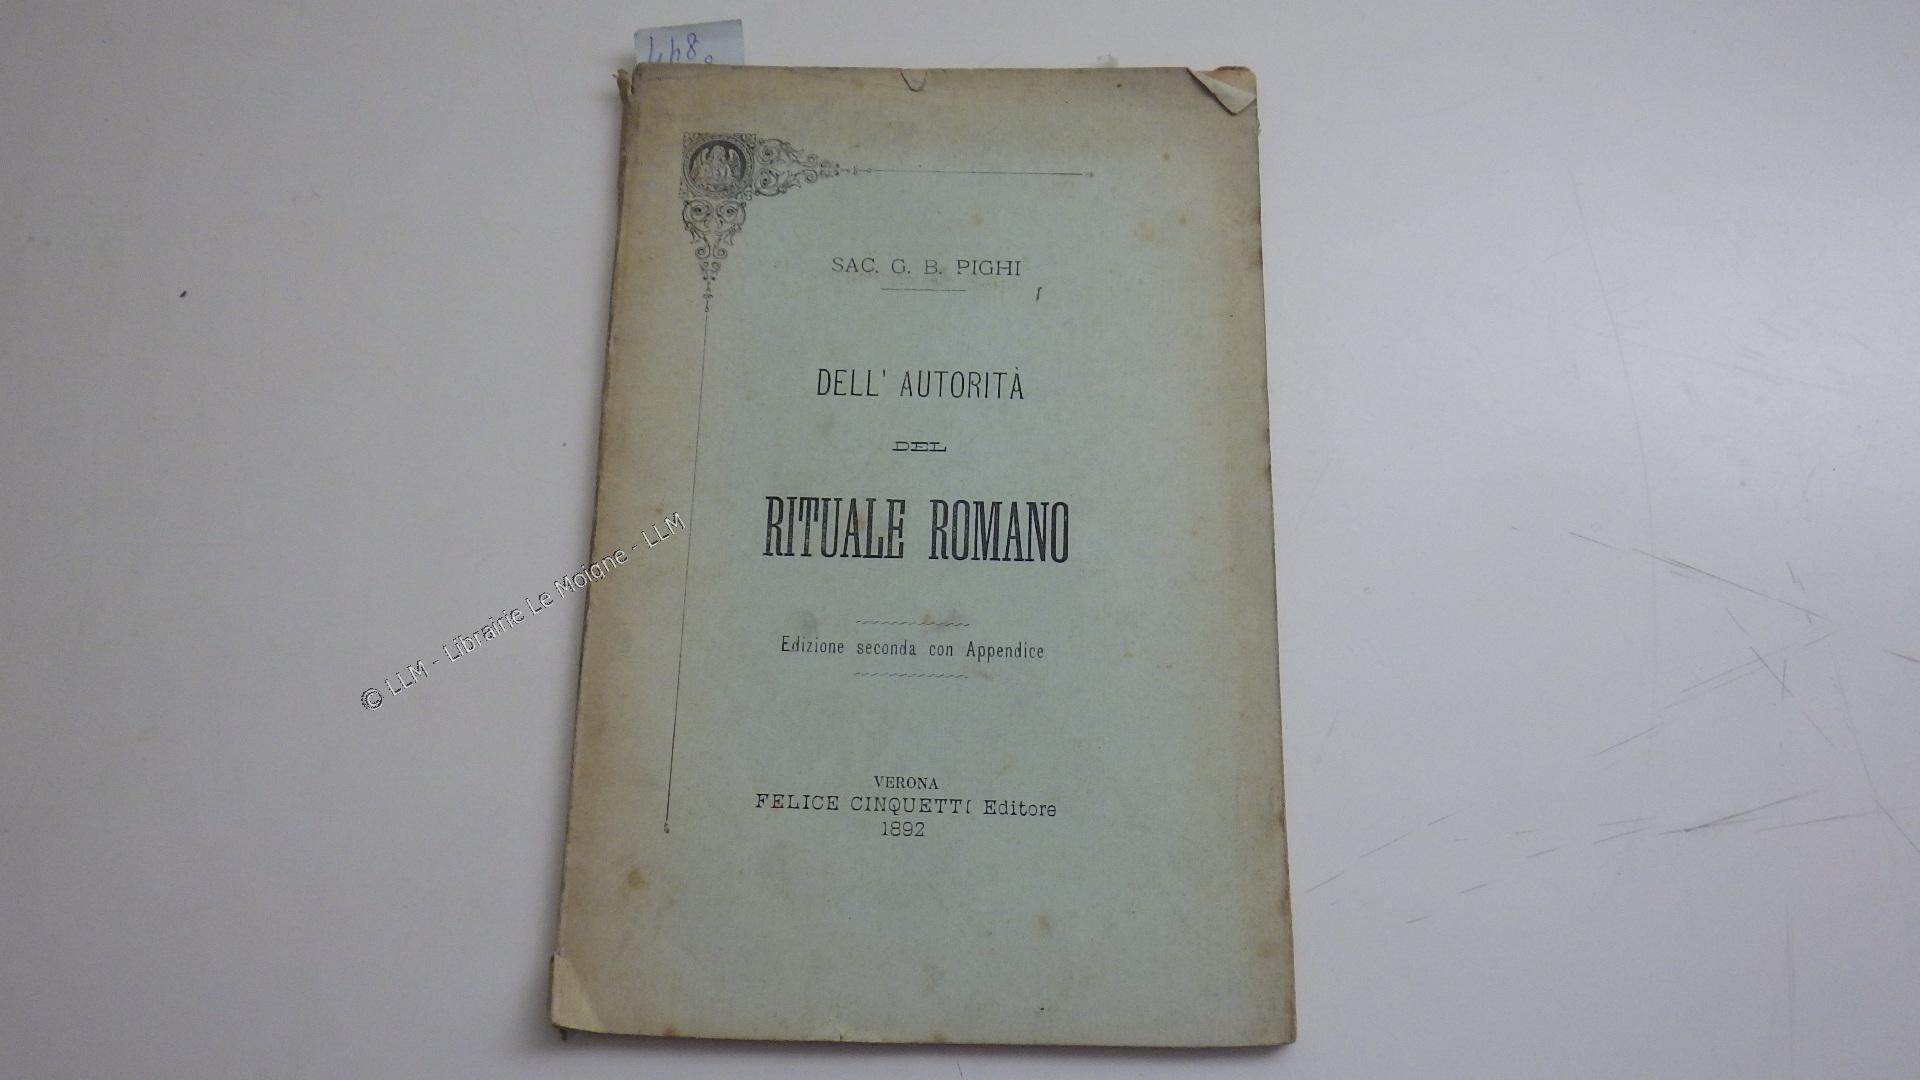 SAC. G. B. PIGHI
DELL' AUTORITÀ
DEL
RITUALE ROMANO
Edizione seconda con Appendice
VERONA
FELICE CINQUETTI Editore
1892
© LLM - Librairie Le Moigne - LLM